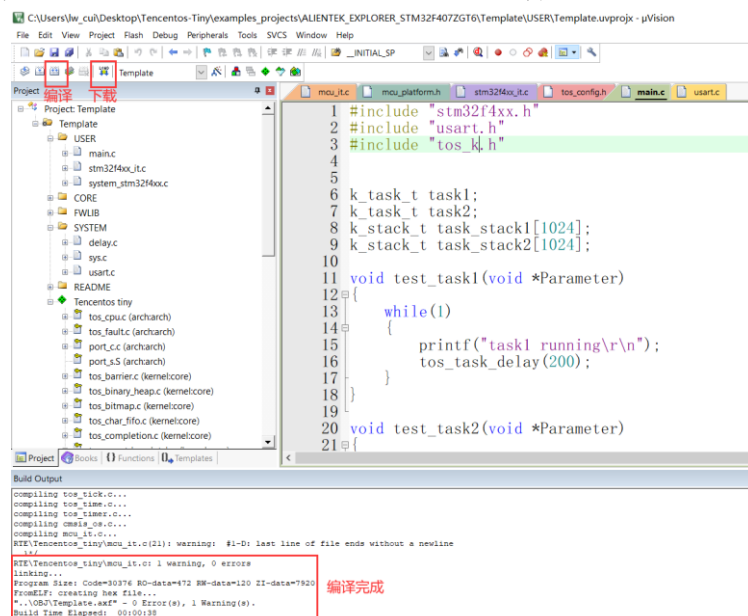 C:\Users\lw_cui\Desktop\Tencentos-Tiny\examples_projects\ALIENTEK_EXPLORER_STM32F407ZGT6\Template\USER\Template.uvprojx - µVision
File Edit View Project Flash Debug Peripherals Tools SVCS Window Help
_INITIAL_SP
Template
Project
编译 下载
mcu_it.c mcu_platform.h stm32f4xx_it.c tos_config.h main.c usart.c
Project: Template
Template
USER
main.c
stm32f4xx_it.c
system_stm32f4xx.c
CORE
FWLIB
SYSTEM
delay.c
sys.c
usart.c
README
Tencentos tiny
tos_cpu.c (arch:arch)
tos_fault.c (arch:arch)
port_c.c (arch:arch)
port_s.S (arch:arch)
tos_barrier.c (kernel:core)
tos_binary_heap.c (kernel:core)
tos_bitmap.c (kernel:core)
tos_char_fifo.c (kernel:core)
tos_completion.c (kernel:core)
1 #include "stm32f4xx.h"
2 #include "usart.h"
3 #include "tos_k.h"
4
5
6 k_task_t task1;
7 k_task_t task2;
8 k_stack_t task_stack1[1024];
9 k_stack_t task_stack2[1024];
10
11 void test_task1(void *Parameter)
12 {
13 while(1)
14 {
15 printf("task1 running\r\n");
16 tos_task_delay(200);
17 }
18 }
19
20 void test_task2(void *Parameter)
21 {
Project Books {} Functions Templates
Build Output
compiling tos_tick.c...
compiling tos_time.c...
compiling tos_timer.c...
compiling cmsis_os.c...
compiling mcu_it.c...
RTE\Tencentos_tiny\mcu_it.c(21): warning: #1-D: last line of file ends without a newline
RTE\Tencentos_tiny\mcu_it.c: 1 warning, 0 errors
linking...
Program Size: Code=30376 RO-data=472 RW-data=120 ZI-data=7920
FromELF: creating hex file...
"..\OBJ\Template.axf" - 0 Error(s), 1 Warning(s).
Build Time Elapsed: 00:00:38
编译完成